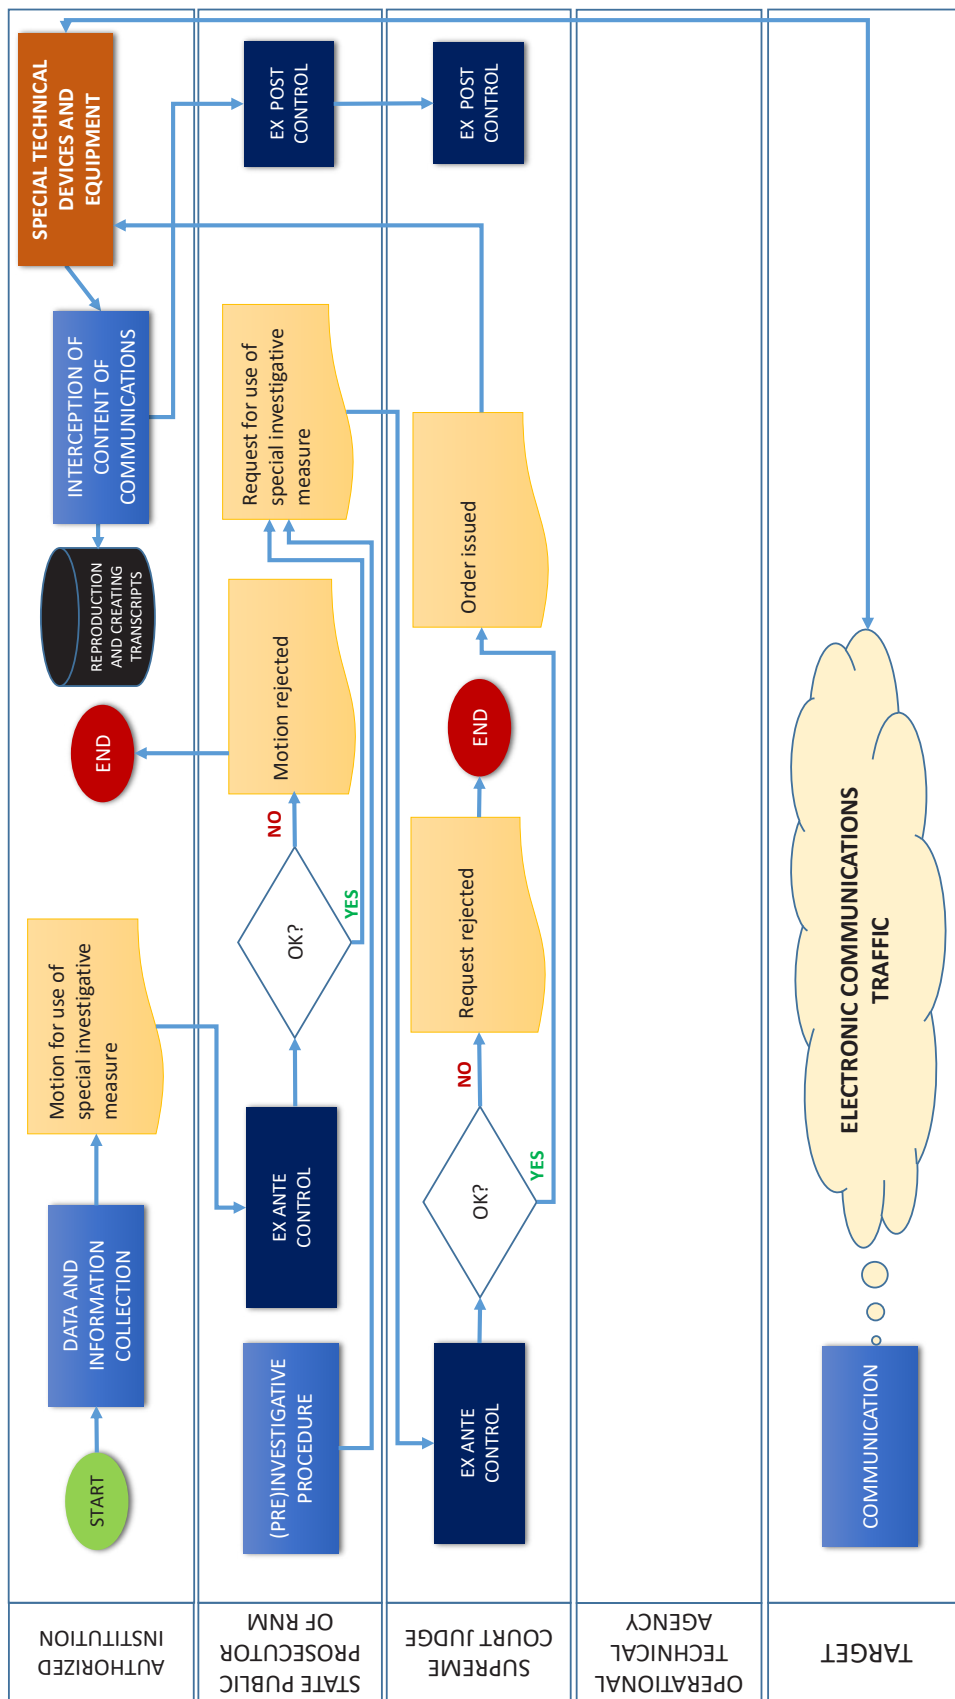 AUTHORIZED
INSTITUTION
START
DATA AND
INFORMATION
COLLECTION
Motion for use of
special investigative
measure
END
REPRODUCTION
AND CREATING
TRANSCRIPTS
INTERCEPTION OF
CONTENT OF
COMMUNICATIONS
SPECIAL TECHNICAL
DEVICES AND
EQUIPMENT
STATE PUBLIC
PROSECUTOR
OF RNM
(PRE)INVESTIGATIVE
PROCEDURE
EX ANTE
CONTROL
OK?
NO
YES
Motion rejected
Request for use of
special investigative
measure
EX POST
CONTROL
SUPREME
COURT JUDGE
EX ANTE
CONTROL
OK?
NO
YES
Request rejected
END
Order issued
EX POST
CONTROL
OPERATIONAL
TECHNICAL
AGENCY
TARGET
COMMUNICATION
ELECTRONIC COMMUNICATIONS
TRAFFIC